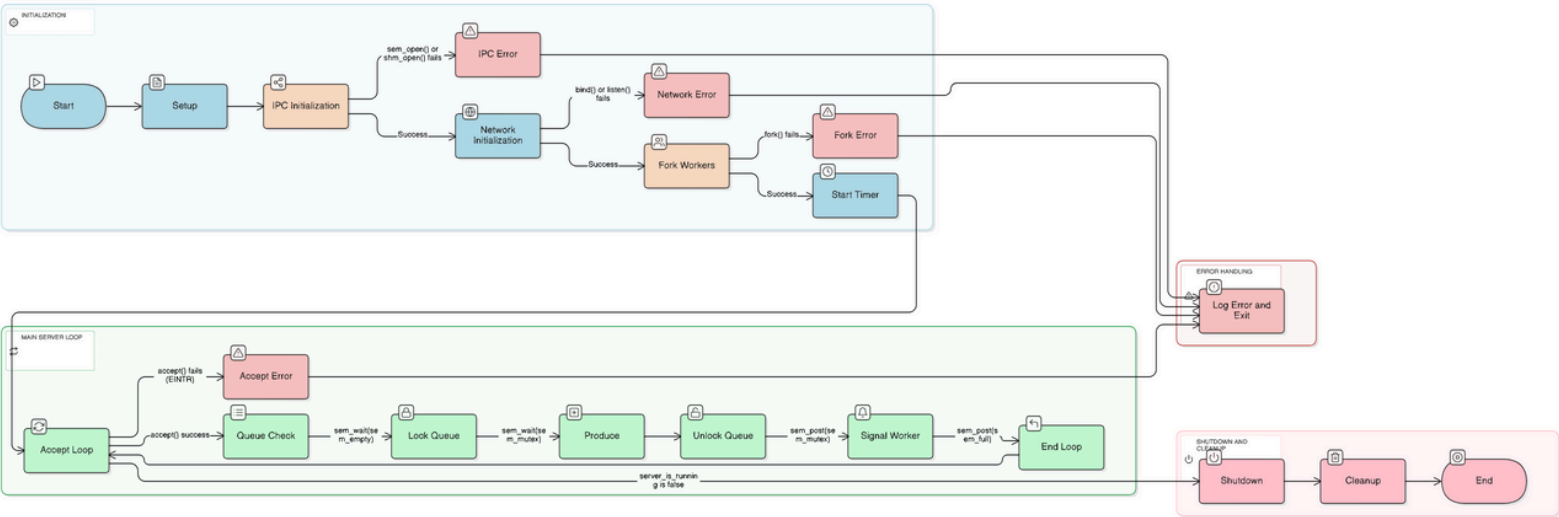 INITIALIZATION
Start
Setup
IPC Initialization
sem_open() or
shm_open() fails
IPC Error
Success
Network
Initialization
bind() or listen()
fails
Network Error
Success
Fork Workers
fork() fails
Fork Error
Success
Start Timer
ERROR HANDLING
Log Error and
Exit
MAIN SERVER LOOP
accept() fails
(EINTR)
Accept Error
Accept Loop
accept() success
Queue Check
sem_wait(se
m_empty)
Lock Queue
sem_wait(se
m_mutex)
Produce
Unlock Queue
sem_post(se
m_mutex)
Signal Worker
sem_post(s
em_full)
End Loop
server_is_runnin
g is false
SHUTDOWN AND
CLEANUP
Shutdown
Cleanup
End